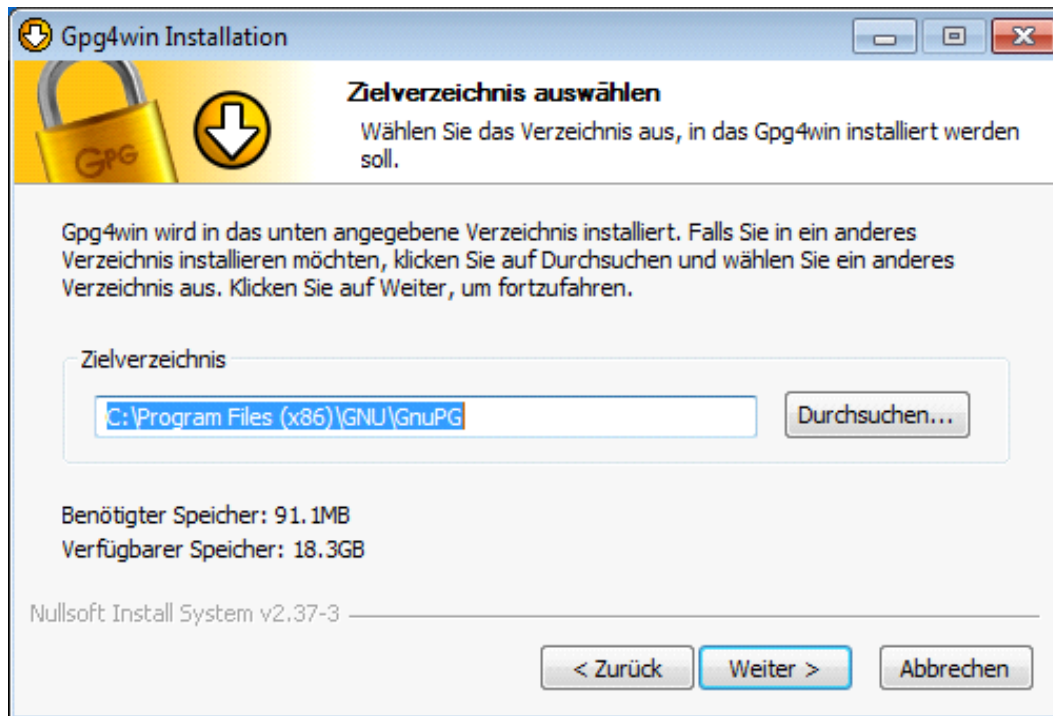 Gpg4win Installation
GPG
Zielverzeichnis auswählen
Wählen Sie das Verzeichnis aus, in das Gpg4win installiert werden
soll.
Gpg4win wird in das unten angegebene Verzeichnis installiert. Falls Sie in ein anderes
Verzeichnis installieren möchten, klicken Sie auf Durchsuchen und wählen Sie ein anderes
Verzeichnis aus. Klicken Sie auf Weiter, um fortzufahren.
Zielverzeichnis
C:\Program Files (x86)\GNU\GnuPG
Durchsuchen...
Benötigter Speicher: 91.1MB
Verfügbarer Speicher: 18.3GB
Nullsoft Install System v2.37-3
< Zurück Weiter > Abbrechen